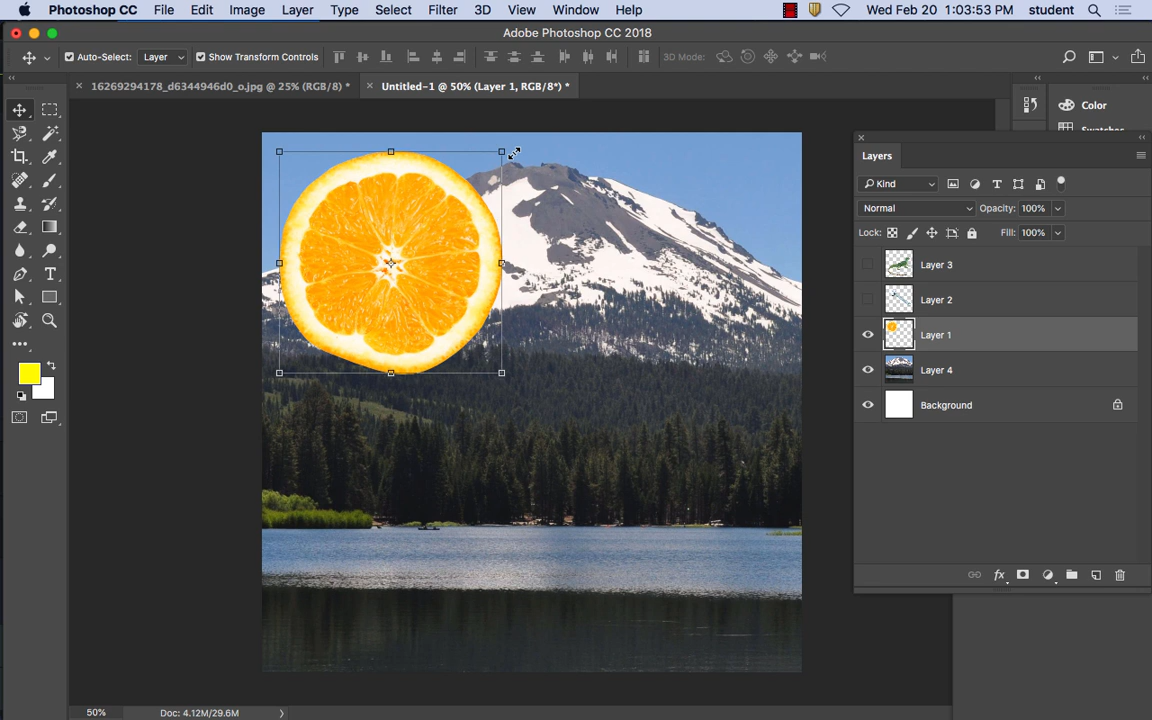 Photoshop CC File Edit Image Layer Type Select Filter 3D View Window Help Wed Feb 20 1:03:53 PM student
Adobe Photoshop CC 2018
Auto-Select: Layer Show Transform Controls 3D Mode:
16269294178_d6344946d0_o.jpg @ 25% (RGB/8) * Untitled-1 @ 50% (Layer 1, RGB/8*) *
Color
Swatches
Layers
Kind
Normal Opacity: 100%
Lock: Fill: 100%
Layer 3
Layer 2
Layer 1
Layer 4
Background
50% Doc: 4.12M/29.6M